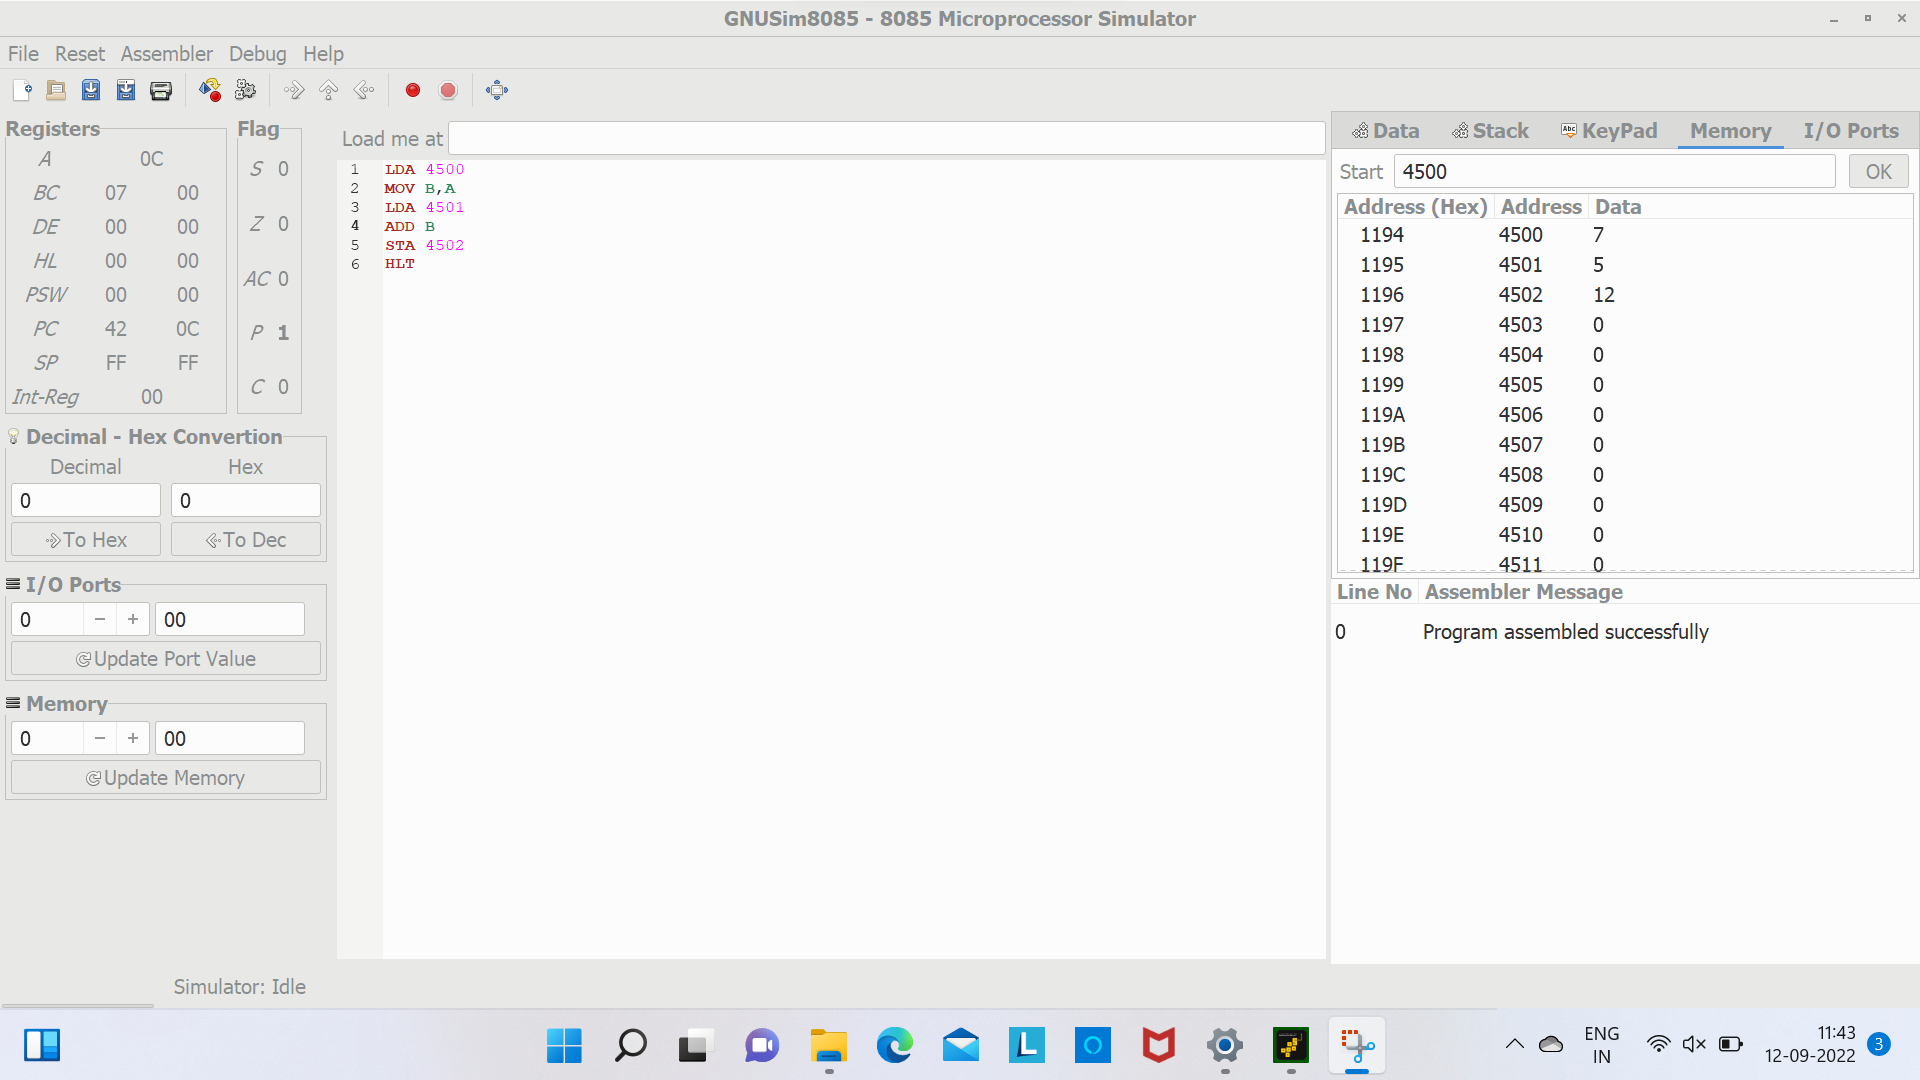 GNUSim8085 - 8085 Microprocessor Simulator
File Reset Assembler Debug Help
Registers
A 0C
BC 07 00
DE 00 00
HL 00 00
PSW 00 00
PC 42 0C
SP FF FF
Int-Reg 00
Flag
S 0
Z 0
AC 0
P 1
C 0
Decimal - Hex Convertion
Decimal Hex
0 0
To Hex To Dec
I/O Ports
0 − + 00
Update Port Value
Memory
0 − + 00
Update Memory
Load me at
1 LDA 4500
2 MOV B,A
3 LDA 4501
4 ADD B
5 STA 4502
6 HLT
Data Stack Abc KeyPad Memory I/O Ports
Start 4500 OK
Address (Hex) Address Data
1194 4500 7
1195 4501 5
1196 4502 12
1197 4503 0
1198 4504 0
1199 4505 0
119A 4506 0
119B 4507 0
119C 4508 0
119D 4509 0
119E 4510 0
119F 4511 0
Line No Assembler Message
0 Program assembled successfully
Simulator: Idle
L
ENG
IN
11:43
12-09-2022
3